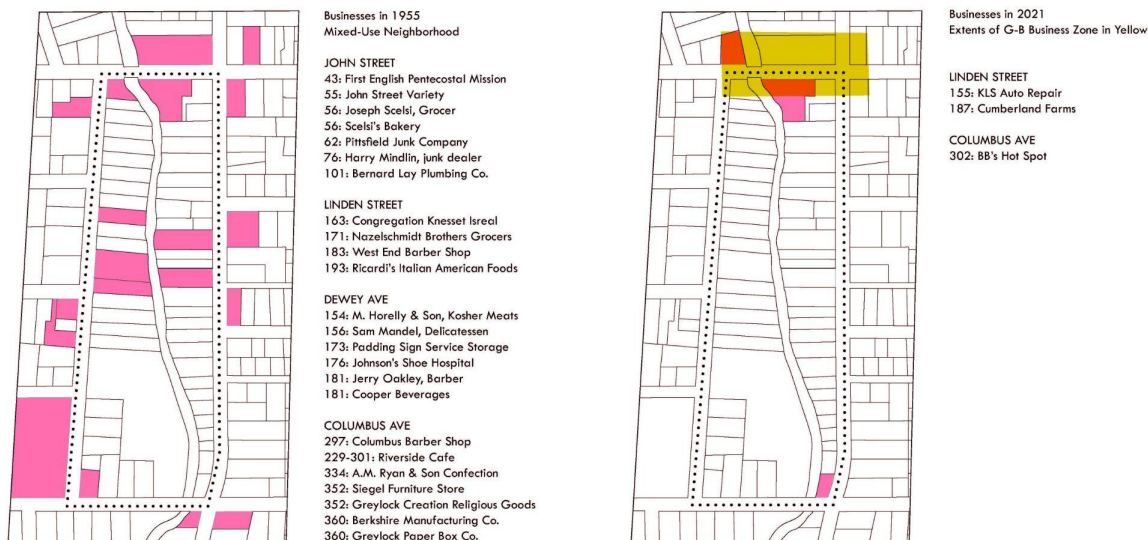 Businesses in 1955
Mixed-Use Neighborhood
JOHN STREET
43: First English Pentecostal Mission
55: John Street Variety
56: Joseph Scelsi, Grocer
56: Scelsi's Bakery
62: Pittsfield Junk Company
76: Harry Mindlin, junk dealer
101: Bernard Lay Plumbing Co.
LINDEN STREET
163: Congregation Knesset Isreal
171: Nazelschmidt Brothers Grocers
183: West End Barber Shop
193: Ricardi's Italian American Foods
DEWEY AVE
154: M. Horelly & Son, Kosher Meats
156: Sam Mandel, Delicatessen
173: Padding Sign Service Storage
176: Johnson's Shoe Hospital
181: Jerry Oakley, Barber
181: Cooper Beverages
COLUMBUS AVE
297: Columbus Barber Shop
229-301: Riverside Cafe
334: A.M. Ryan & Son Confection
352: Siegel Furniture Store
352: Greylock Creation Religious Goods
360: Berkshire Manufacturing Co.
360: Greylock Paper Box Co.
Businesses in 2021
Extents of G-B Business Zone in Yellow
LINDEN STREET
155: KLS Auto Repair
187: Cumberland Farms
COLUMBUS AVE
302: BB's Hot Spot